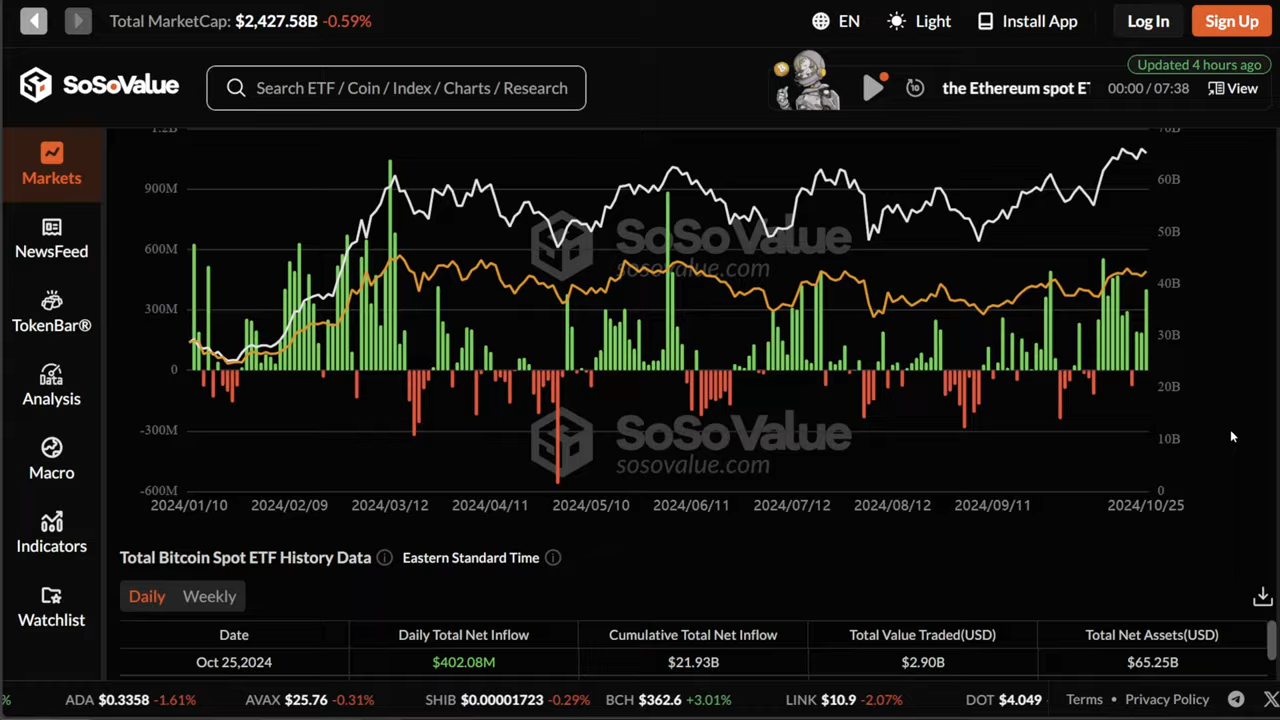 Total MarketCap: $2,427.58B -0.59%
EN
Light
Install App
Log In
Sign Up
SoSoValue
Search ETF / Coin / Index / Charts / Research
10
the Ethereum spot ET
Updated 4 hours ago
00:00 / 07:38
View
Markets
NewsFeed
TokenBar®
Data
Analysis
Macro
Indicators
Watchlist
1.2B
900M
600M
300M
0
-300M
-600M
70B
60B
50B
40B
30B
20B
10B
0
SoSoValue
sosovalue.com
SoSoValue
sosovalue.com
2024/01/10 2024/02/09 2024/03/12 2024/04/11 2024/05/10 2024/06/11 2024/07/12 2024/08/12 2024/09/11 2024/10/25
Total Bitcoin Spot ETF History Data Eastern Standard Time
Daily Weekly
Date Daily Total Net Inflow Cumulative Total Net Inflow Total Value Traded(USD) Total Net Assets(USD)
Oct 25,2024 $402.08M $21.93B $2.90B $65.25B
% ADA $0.3358 -1.61% AVAX $25.76 -0.31% SHIB $0.00001723 -0.29% BCH $362.6 +3.01% LINK $10.9 -2.07% DOT $4.049 Terms • Privacy Policy